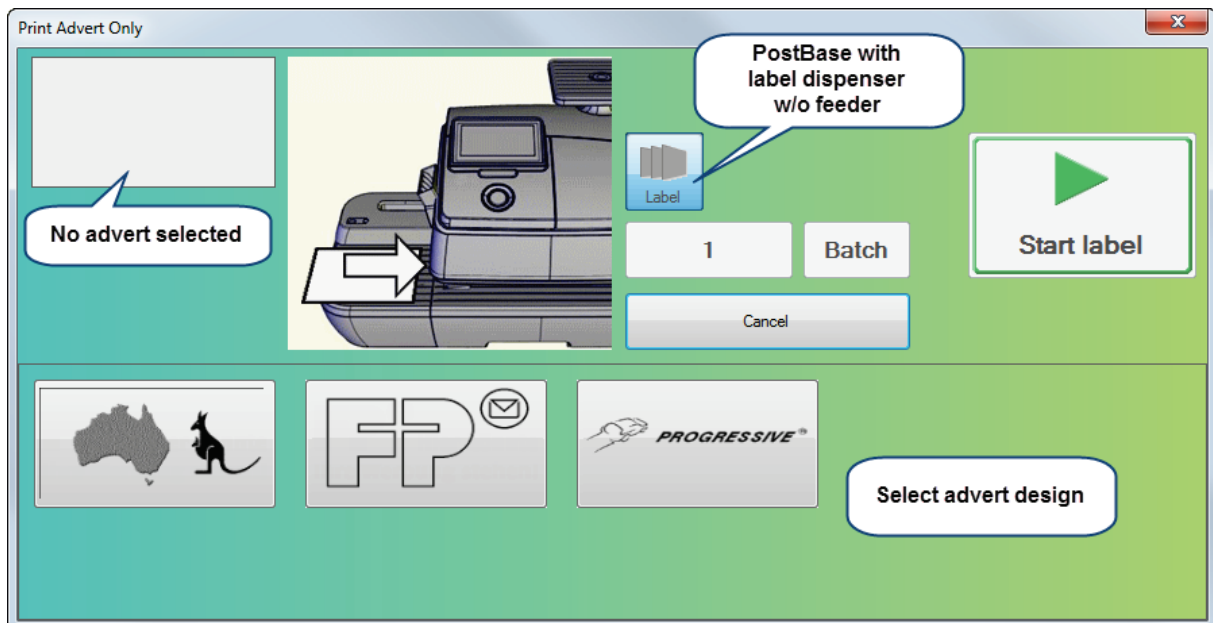 Print Advert Only
x
No advert selected
PostBase with
label dispenser
w/o feeder
Label
1
Batch
Start label
Cancel
FP
PROGRESSIVE®
Select advert design